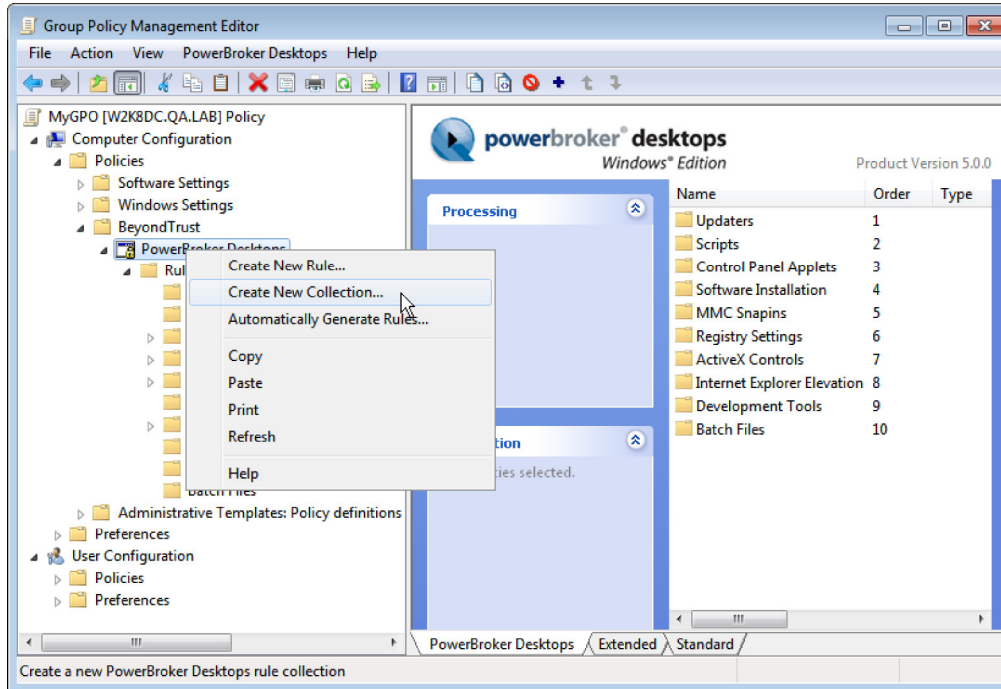 Group Policy Management Editor
File Action View PowerBroker Desktops Help
MyGPO [W2K8DC.QA.LAB] Policy
Computer Configuration
Policies
Software Settings
Windows Settings
BeyondTrust
PowerBroker Desktops
Rul
Create New Rule...
Create New Collection...
Automatically Generate Rules...
Copy
Paste
Print
Refresh
Help
Batch Files
Administrative Templates: Policy definitions
Preferences
User Configuration
Policies
Preferences
powerbroker® desktops
Windows® Edition
Product Version 5.0.0
Processing
tion
cies selected.
Name Order Type
Updaters 1
Scripts 2
Control Panel Applets 3
Software Installation 4
MMC Snapins 5
Registry Settings 6
ActiveX Controls 7
Internet Explorer Elevation 8
Development Tools 9
Batch Files 10
PowerBroker Desktops Extended Standard
Create a new PowerBroker Desktops rule collection